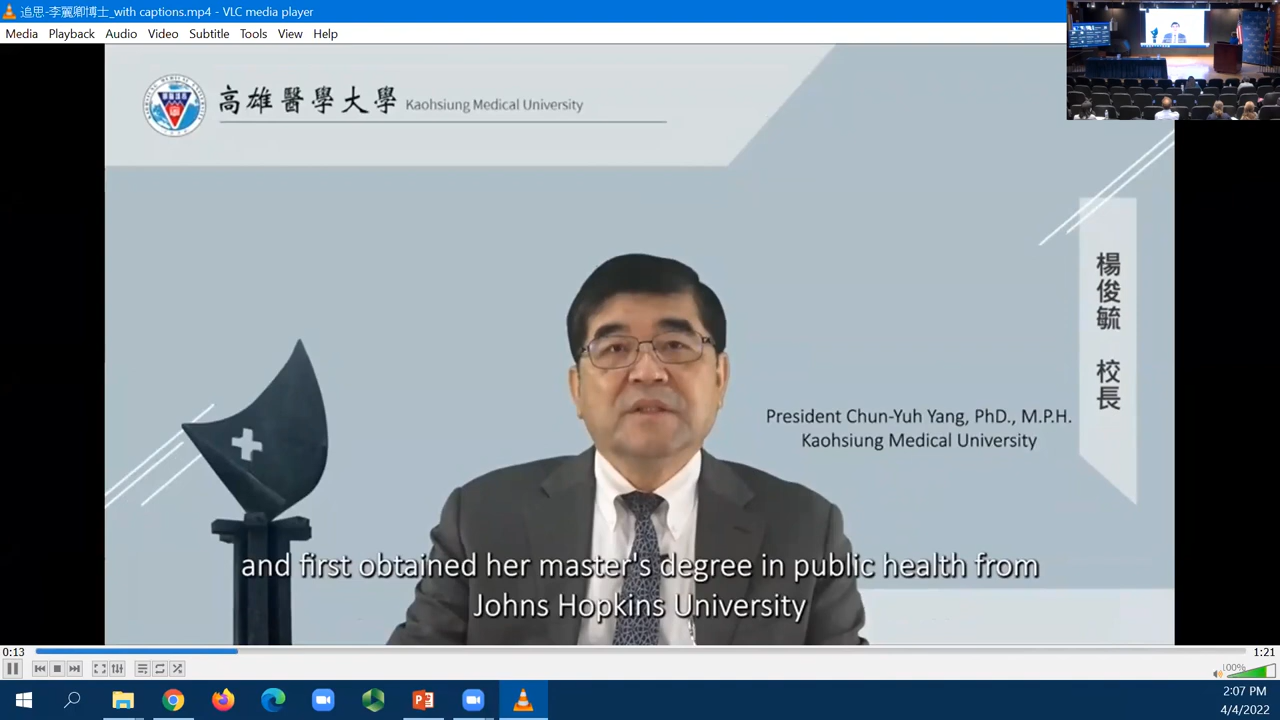 追思-李麗卿博士_with captions.mp4 - VLC media player
Media Playback Audio Video Subtitle Tools View Help
高雄醫學大學 Kaohsiung Medical University
楊俊毓 校長
President Chun-Yuh Yang, PhD., M.P.H.
Kaohsiung Medical University
and first obtained her master's degree in public health from
Johns Hopkins University
0:13
1:21
100%
2:07 PM
4/4/2022